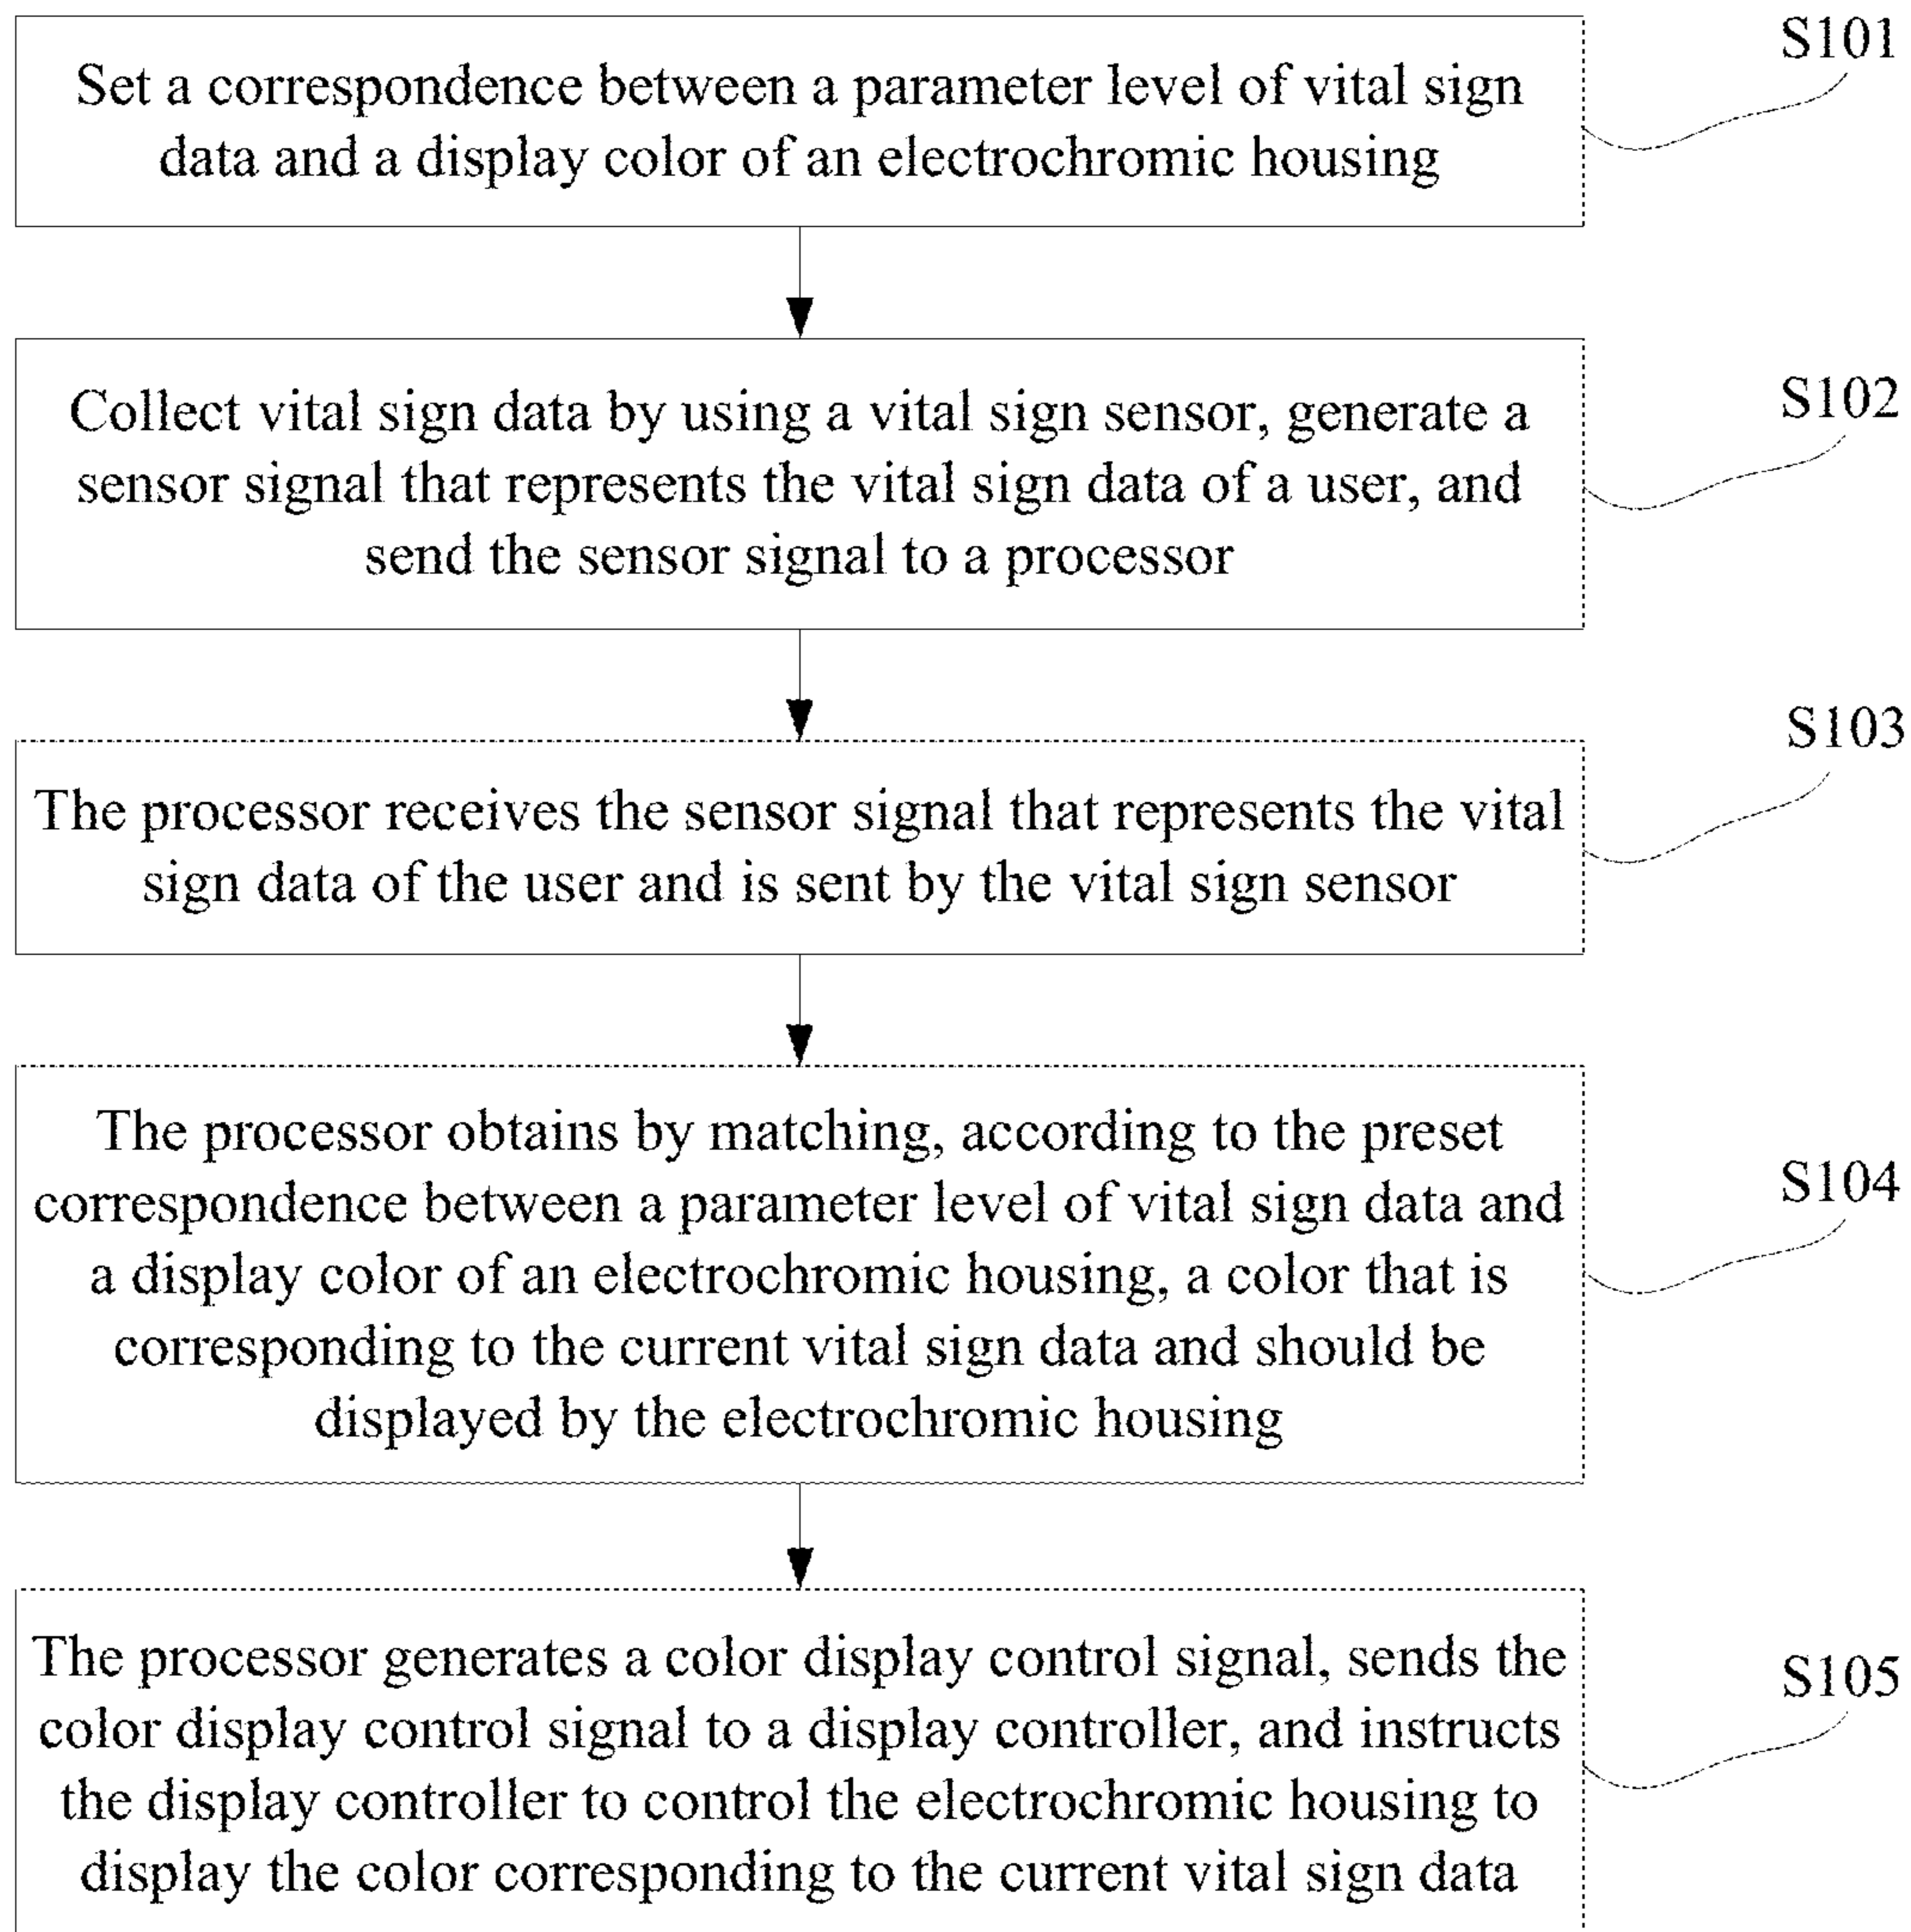 S101
Set a correspondence between a parameter level of vital sign
data and a display color of an electrochromic housing
S102
Collect vital sign data by using a vital sign sensor, generate a
sensor signal that represents the vital sign data of a user, and
send the sensor signal to a processor
S103
The processor receives the sensor signal that represents the vital
sign data of the user and is sent by the vital sign sensor
S104
The processor obtains by matching, according to the preset
correspondence between a parameter level of vital sign data and
a display color of an electrochromic housing, a color that is
corresponding to the current vital sign data and should be
displayed by the electrochromic housing
S105
The processor generates a color display control signal, sends the
color display control signal to a display controller, and instructs
the display controller to control the electrochromic housing to
display the color corresponding to the current vital sign data